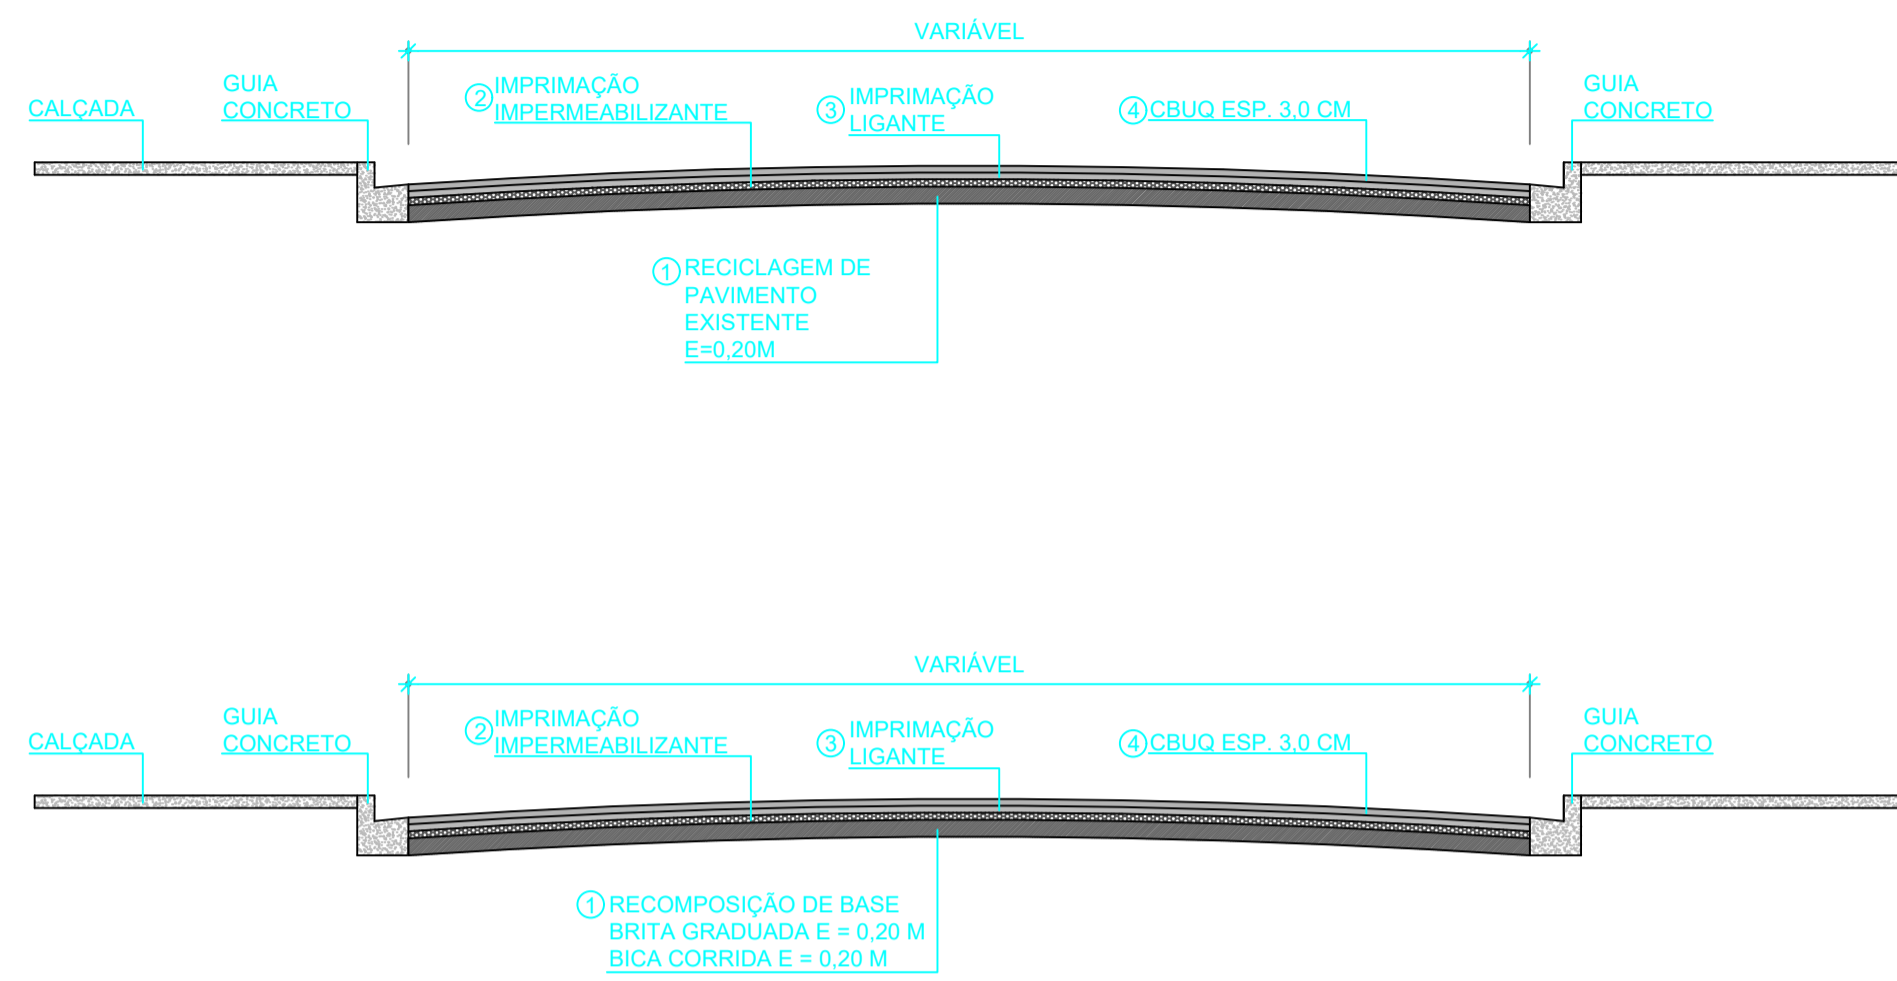 VARIÁVEL
CALÇADA
GUIA
CONCRETO
2 IMPRIMAÇÃO
IMPERMEABILIZANTE
3 IMPRIMAÇÃO
LIGANTE
4 CBUQ ESP. 3,0 CM
GUIA
CONCRETO
1 RECICLAGEM DE
PAVIMENTO
EXISTENTE
E=0,20M
VARIÁVEL
CALÇADA
GUIA
CONCRETO
2 IMPRIMAÇÃO
IMPERMEABILIZANTE
3 IMPRIMAÇÃO
LIGANTE
4 CBUQ ESP. 3,0 CM
GUIA
CONCRETO
1 RECOMPOSIÇÃO DE BASE
BRITA GRADUADA E = 0,20 M
BICA CORRIDA E = 0,20 M